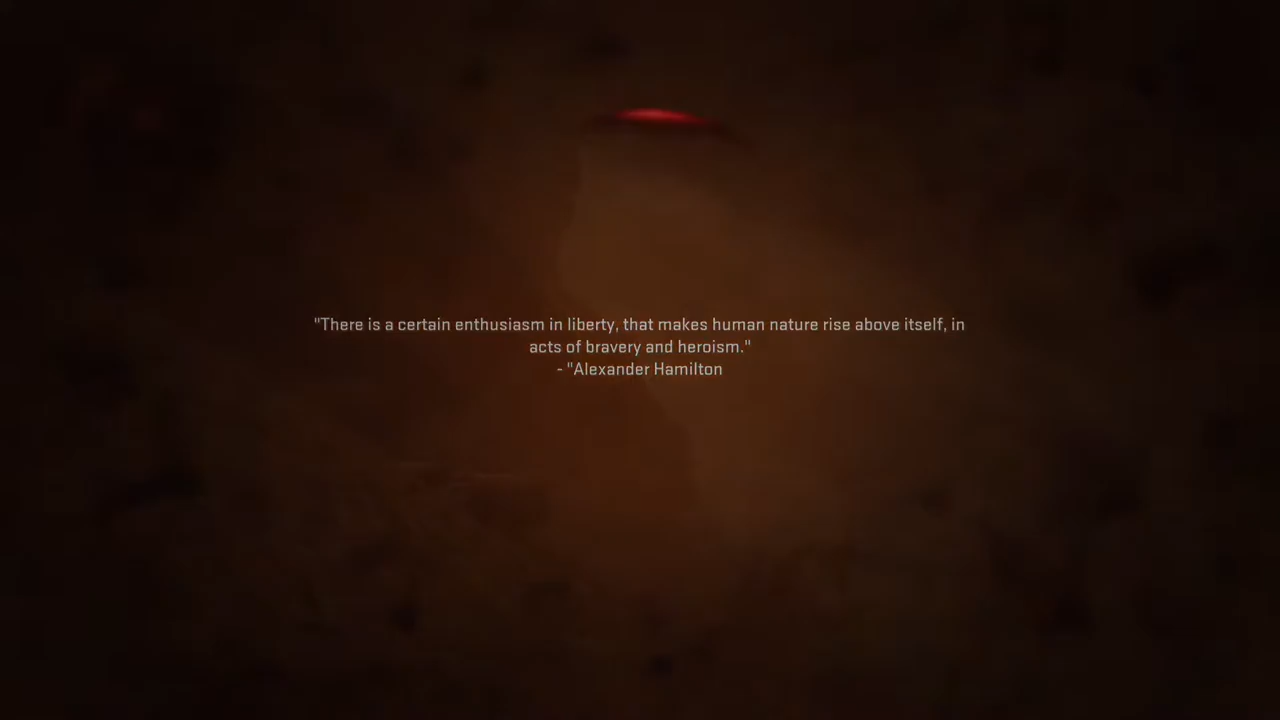 "There is a certain enthusiasm in liberty, that makes human nature rise above itself, in
acts of bravery and heroism."
- "Alexander Hamilton